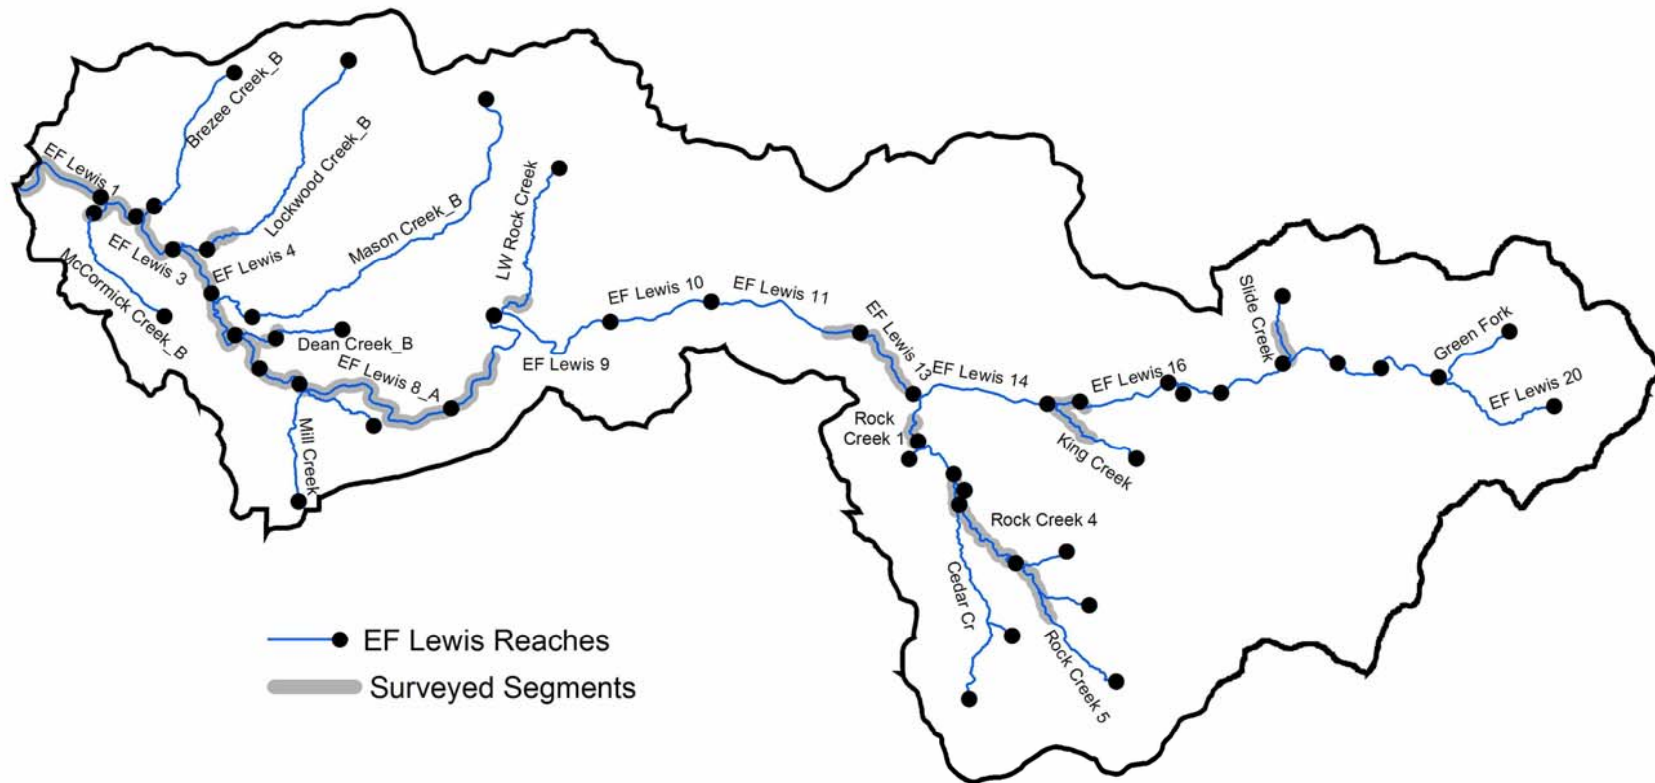 Brezee Creek_B
Lockwood Creek_B
EF Lewis 1
Mason Creek_B
LW Rock Creek
EF Lewis 3
EF Lewis 4
McCormick Creek_B
Dean Creek_B
EF Lewis 8_A
Mill Creek
EF Lewis 9
EF Lewis 10
EF Lewis 11
EF Lewis 13
EF Lewis 14
EF Lewis 16
Slide Creek
Green Fork
EF Lewis 20
Rock
Creek 1
King Creek
Rock Creek 4
Cedar Cr
Rock Creek 5
EF Lewis Reaches
Surveyed Segments